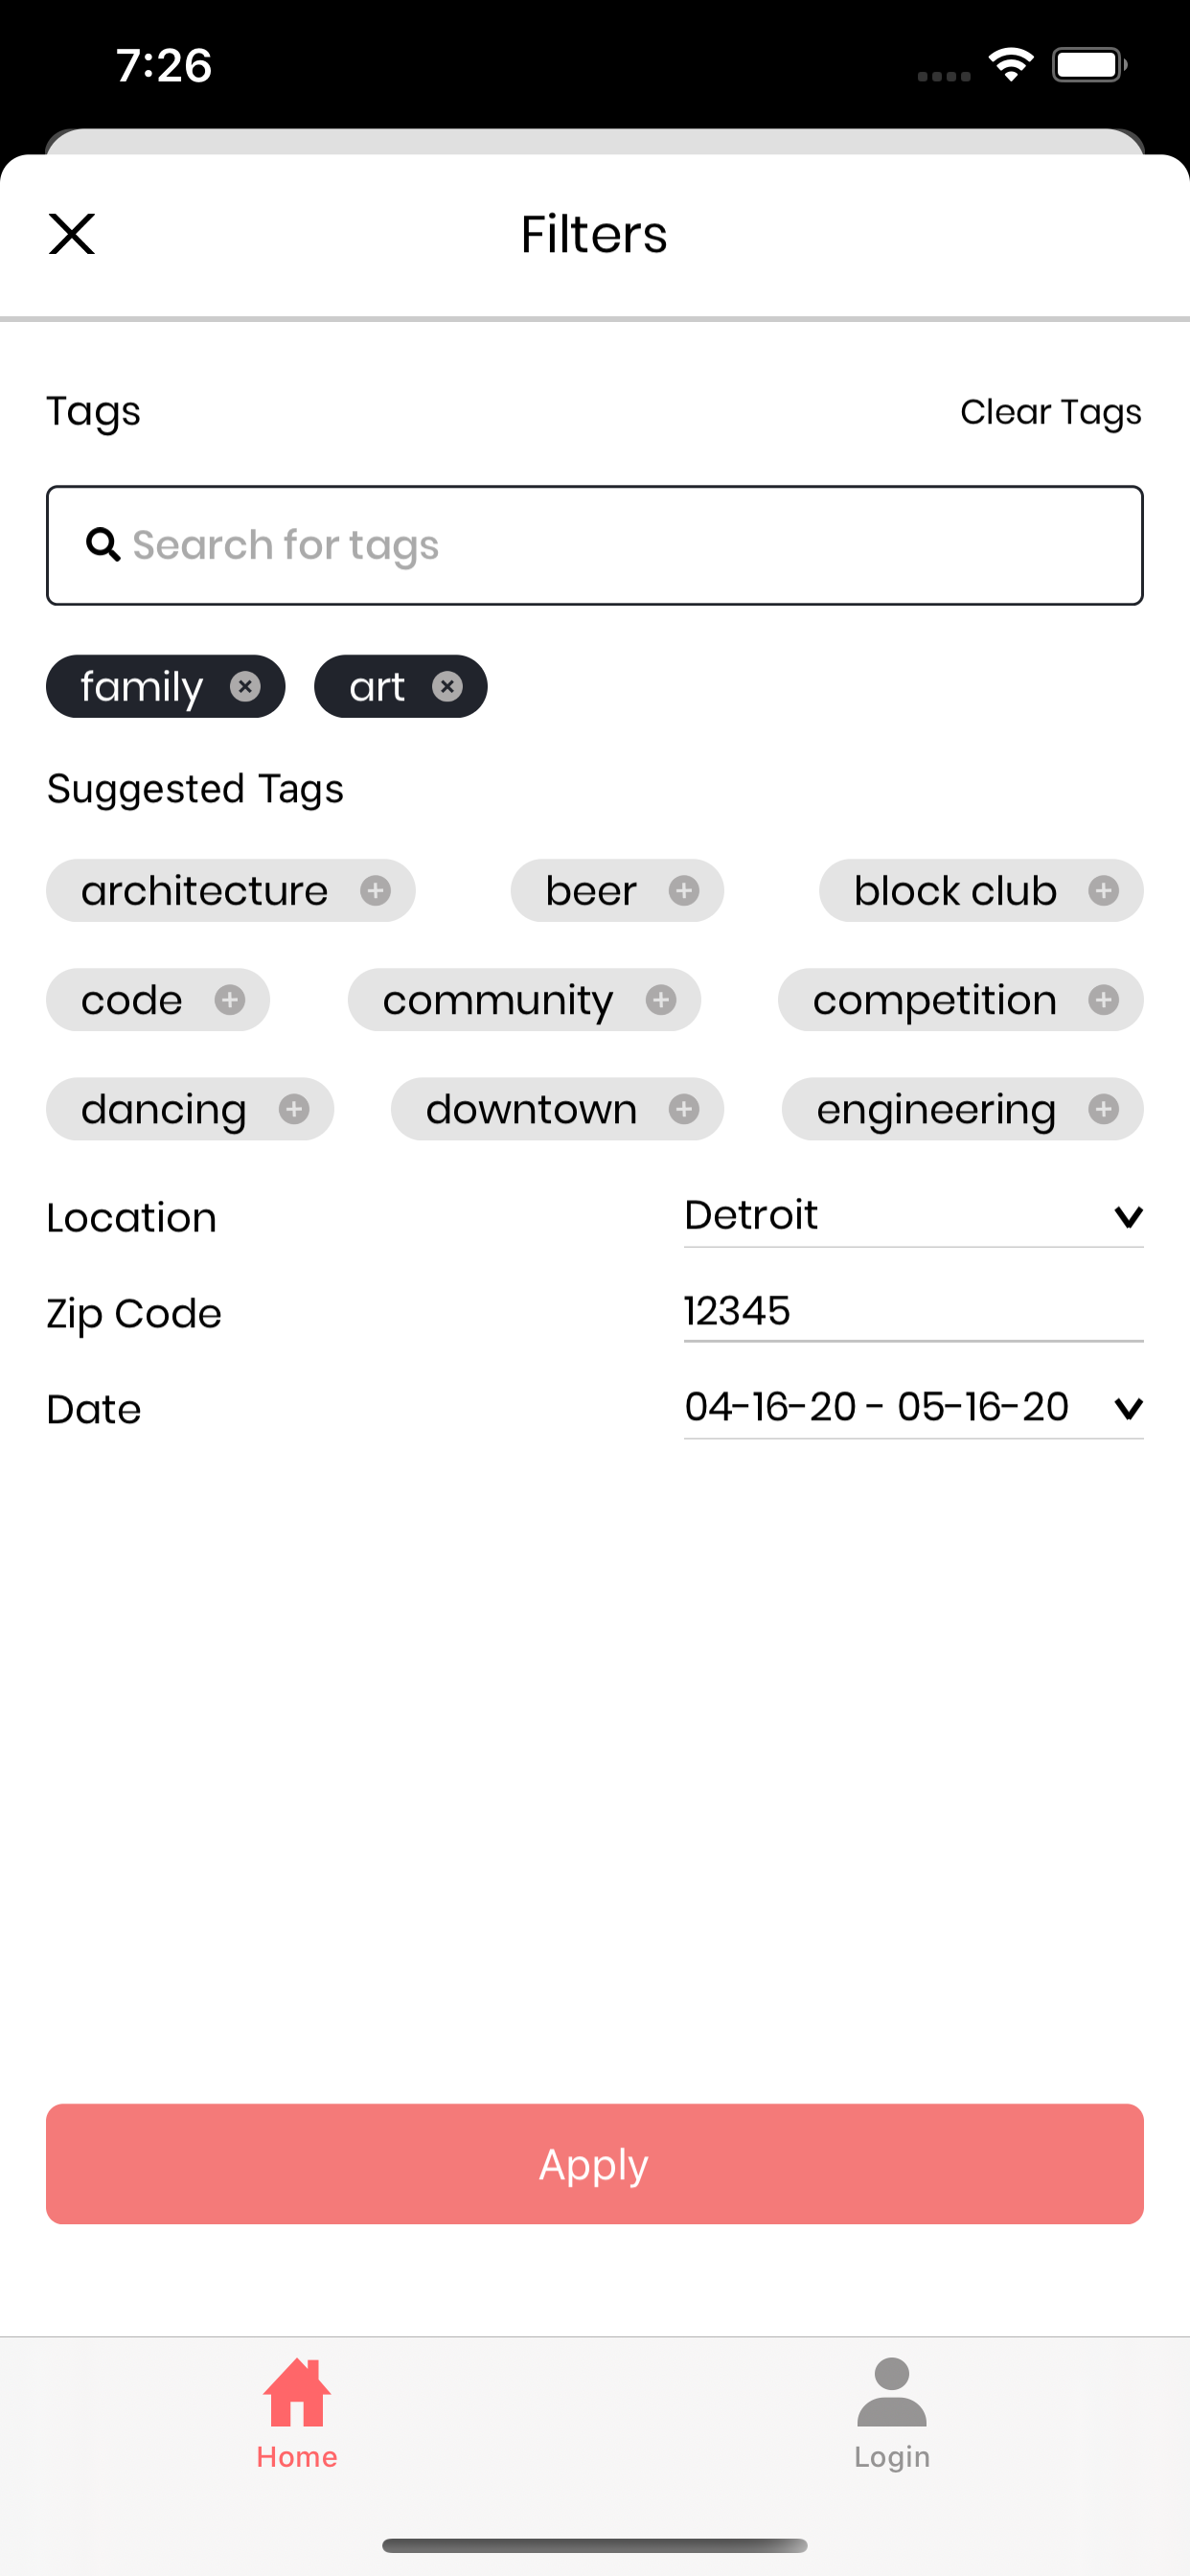 7:26
Filters
Tags
Clear Tags
Search for tags
family
art
Suggested Tags
architecture
beer
block club
code
community
competition
dancing
downtown
engineering
Location
Detroit
Zip Code
12345
Date
04-16-20 - 05-16-20
Apply
Home
Login